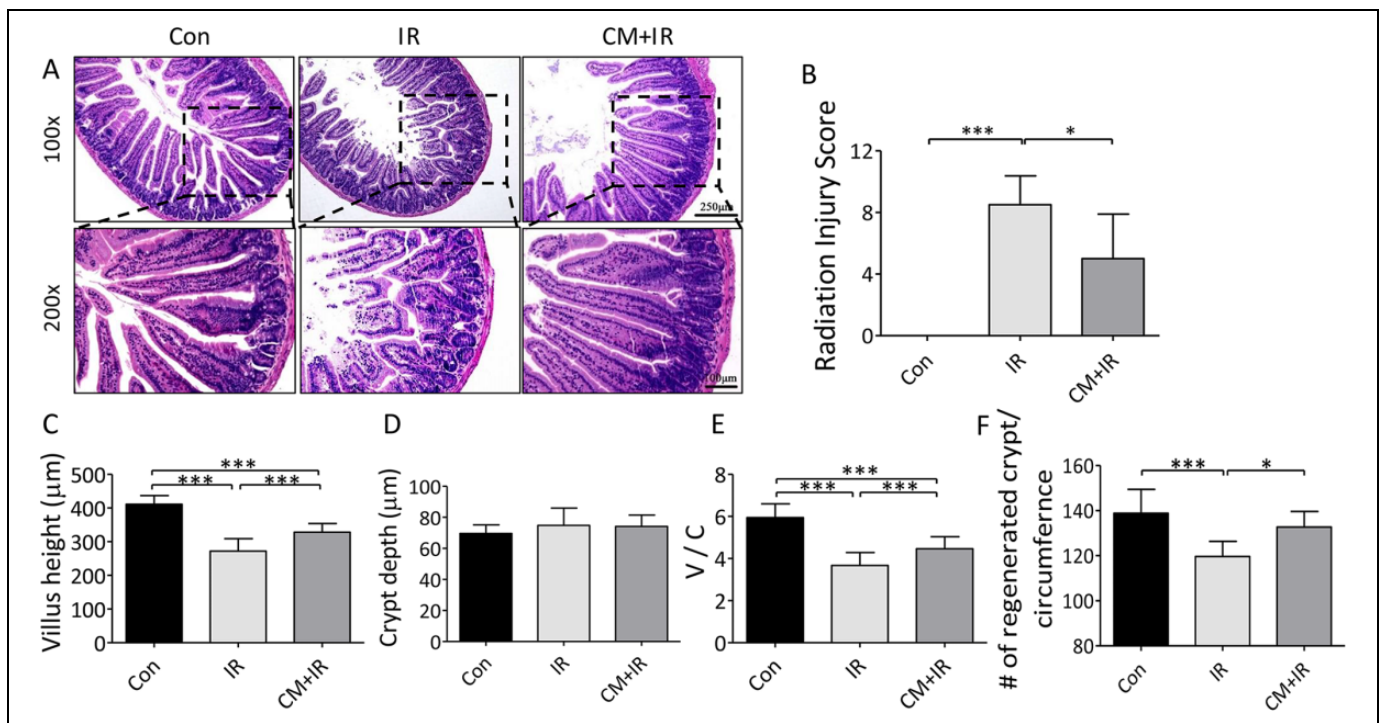 Con IR CM+IR
A
100x
250μm
200x
100μm
B
Radiation Injury Score
12
8
4
0
*** *
Con IR CM+IR
C
Villus height (μm)
500
400
300
200
100
0
***
*** ***
Con IR CM+IR
D
Crypt depth (μm)
100
80
60
40
20
0
Con IR CM+IR
E
V / C
8
6
4
2
0
***
*** ***
Con IR CM+IR
F
# of regenerated crypt/
circumfernce
160
140
120
100
80
*** *
Con IR CM+IR